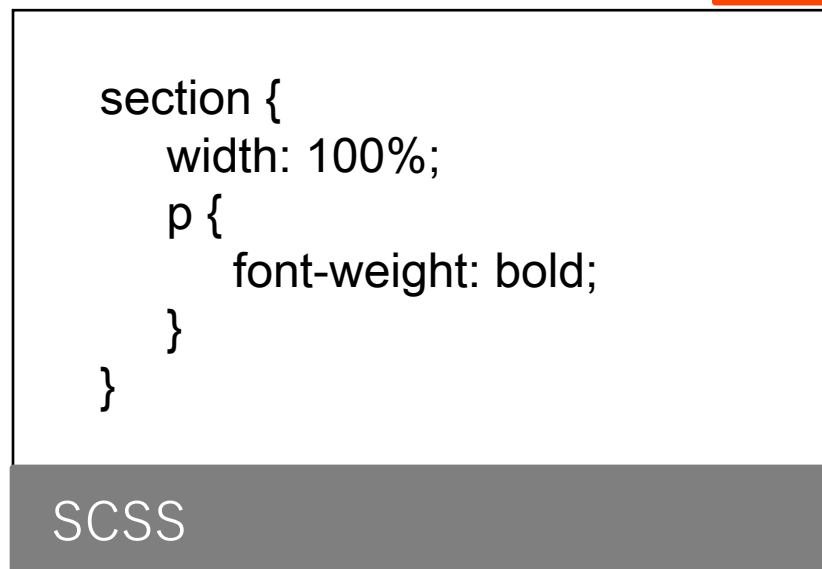 section {
width: 100%;
p {
font-weight: bold;
}
}
SCSS